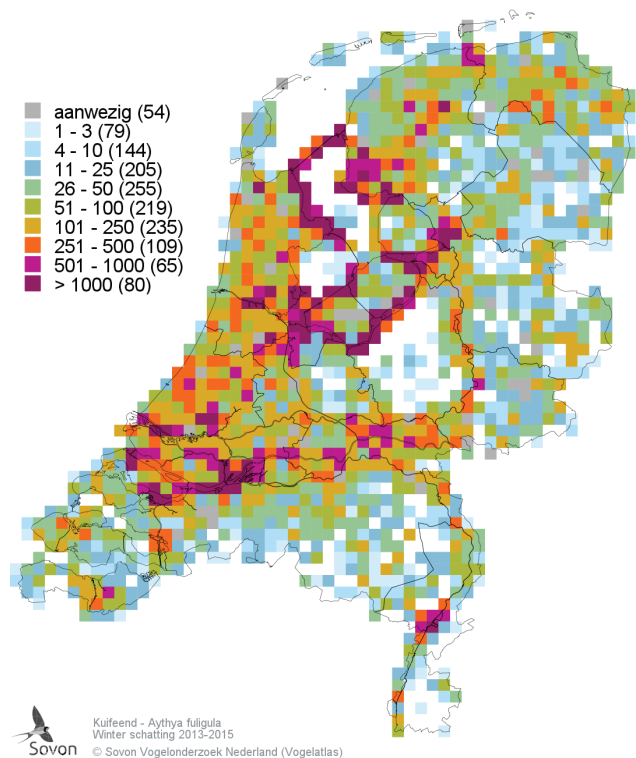 aanwezig (54)
1 - 3 (79)
4 - 10 (144)
11 - 25 (205)
26 - 50 (255)
51 - 100 (219)
101 - 250 (235)
251 - 500 (109)
501 - 1000 (65)
> 1000 (80)
Kuifeend - Aythya fuligula
Winter schatting 2013-2015
Sovon
© Sovon Vogelonderzoek Nederland (Vogelatlas)